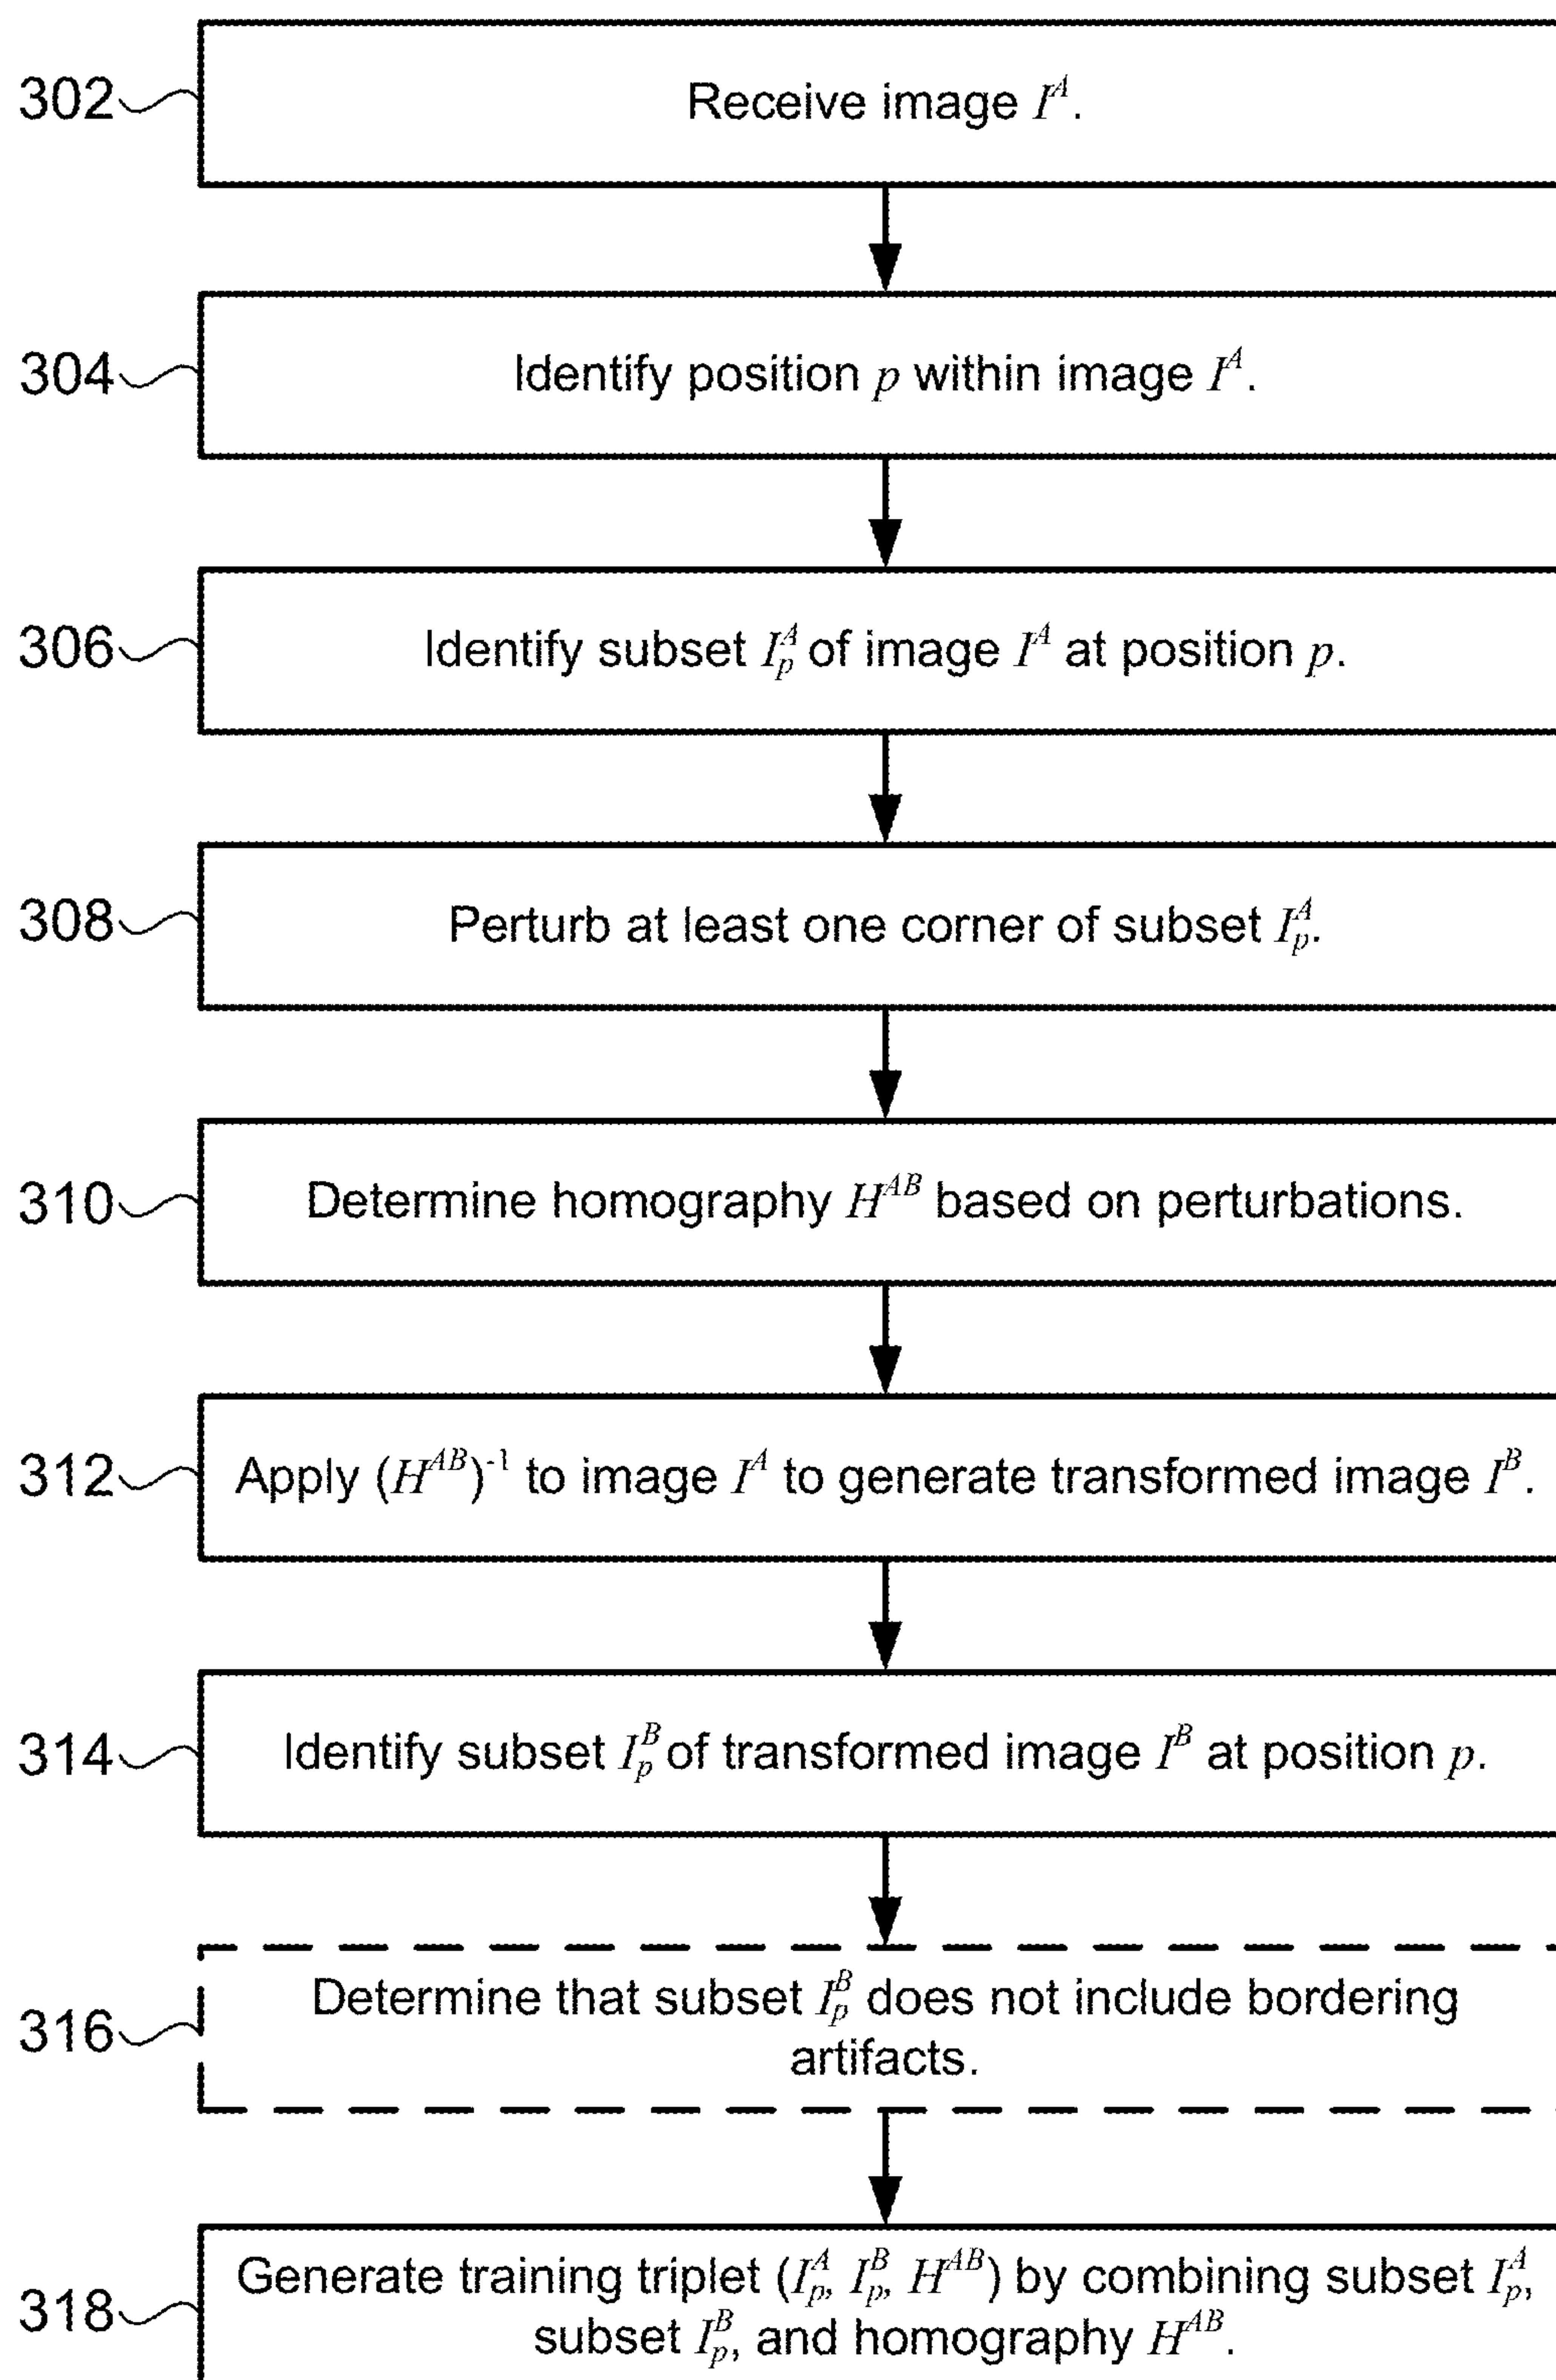 302 Receive image I^A.
304 Identify position p within image I^A.
306 Identify subset I_p^A of image I^A at position p.
308 Perturb at least one corner of subset I_p^A.
310 Determine homography H^AB based on perturbations.
312 Apply (H^AB)^-1 to image I^A to generate transformed image I^B.
314 Identify subset I_p^B of transformed image I^B at position p.
316 Determine that subset I_p^B does not include bordering
artifacts.
318 Generate training triplet (I_p^A, I_p^B, H^AB) by combining subset I_p^A,
subset I_p^B, and homography H^AB.